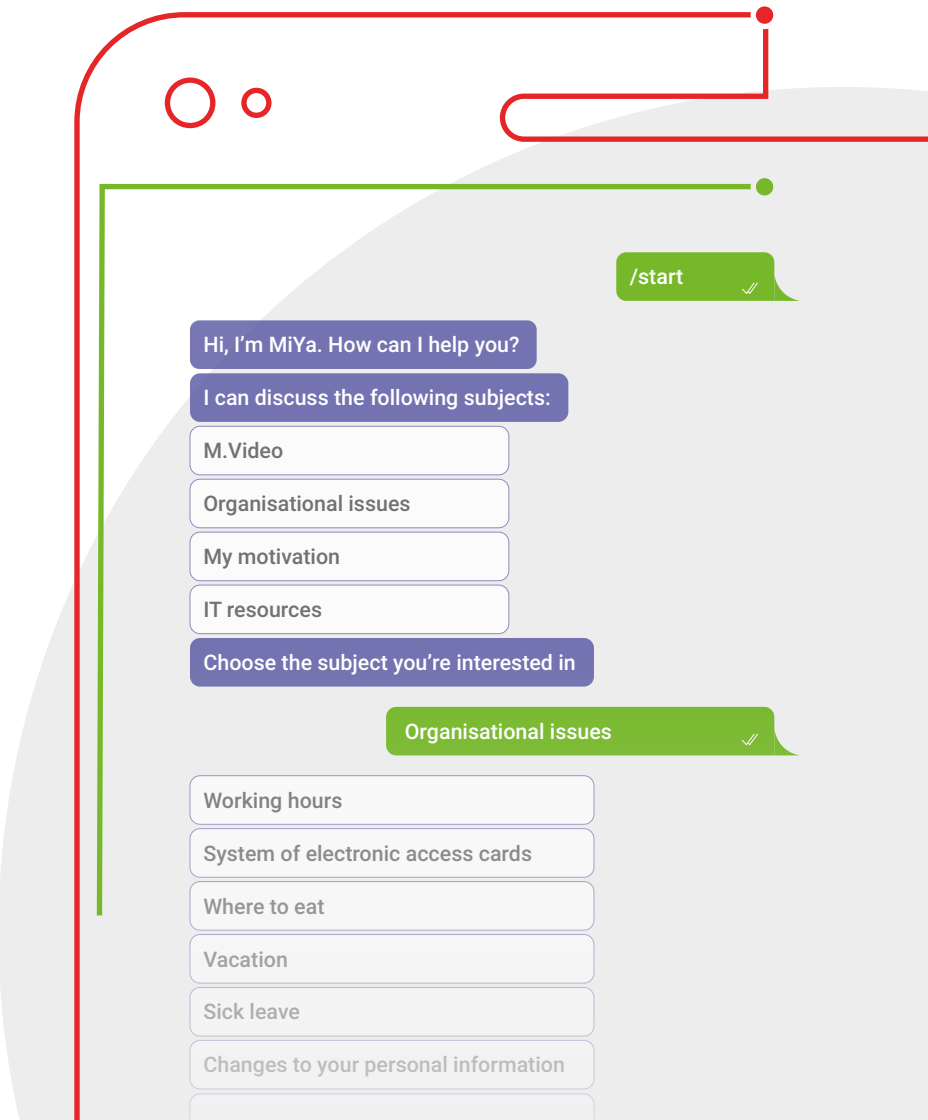 /start
Hi, I’m MiYa. How can I help you?
I can discuss the following subjects:
M.Video
Organisational issues
My motivation
IT resources
Choose the subject you’re interested in
Organisational issues
Working hours
System of electronic access cards
Where to eat
Vacation
Sick leave
Changes to your personal information